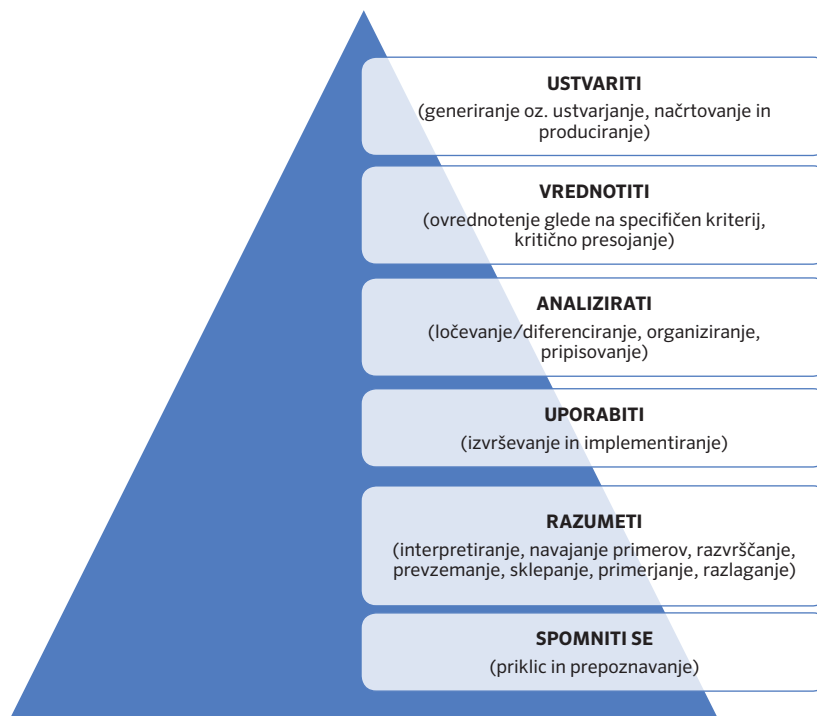 USTVARITI
(generiranje oz. ustvarjanje, načrtovanje in
produciranje)
VREDNOTITI
(ovrednotenje glede na specifičen kriterij,
kritično presojanje)
ANALIZIRATI
(ločevanje/diferenciranje, organiziranje,
pripisovanje)
UPORABITI
(izvrševanje in implementiranje)
RAZUMETI
(interpretiranje, navajanje primerov, razvrščanje,
prevzemanje, sklepanje, primerjanje, razlaganje)
SPOMNITI SE
(priklic in prepoznavanje)